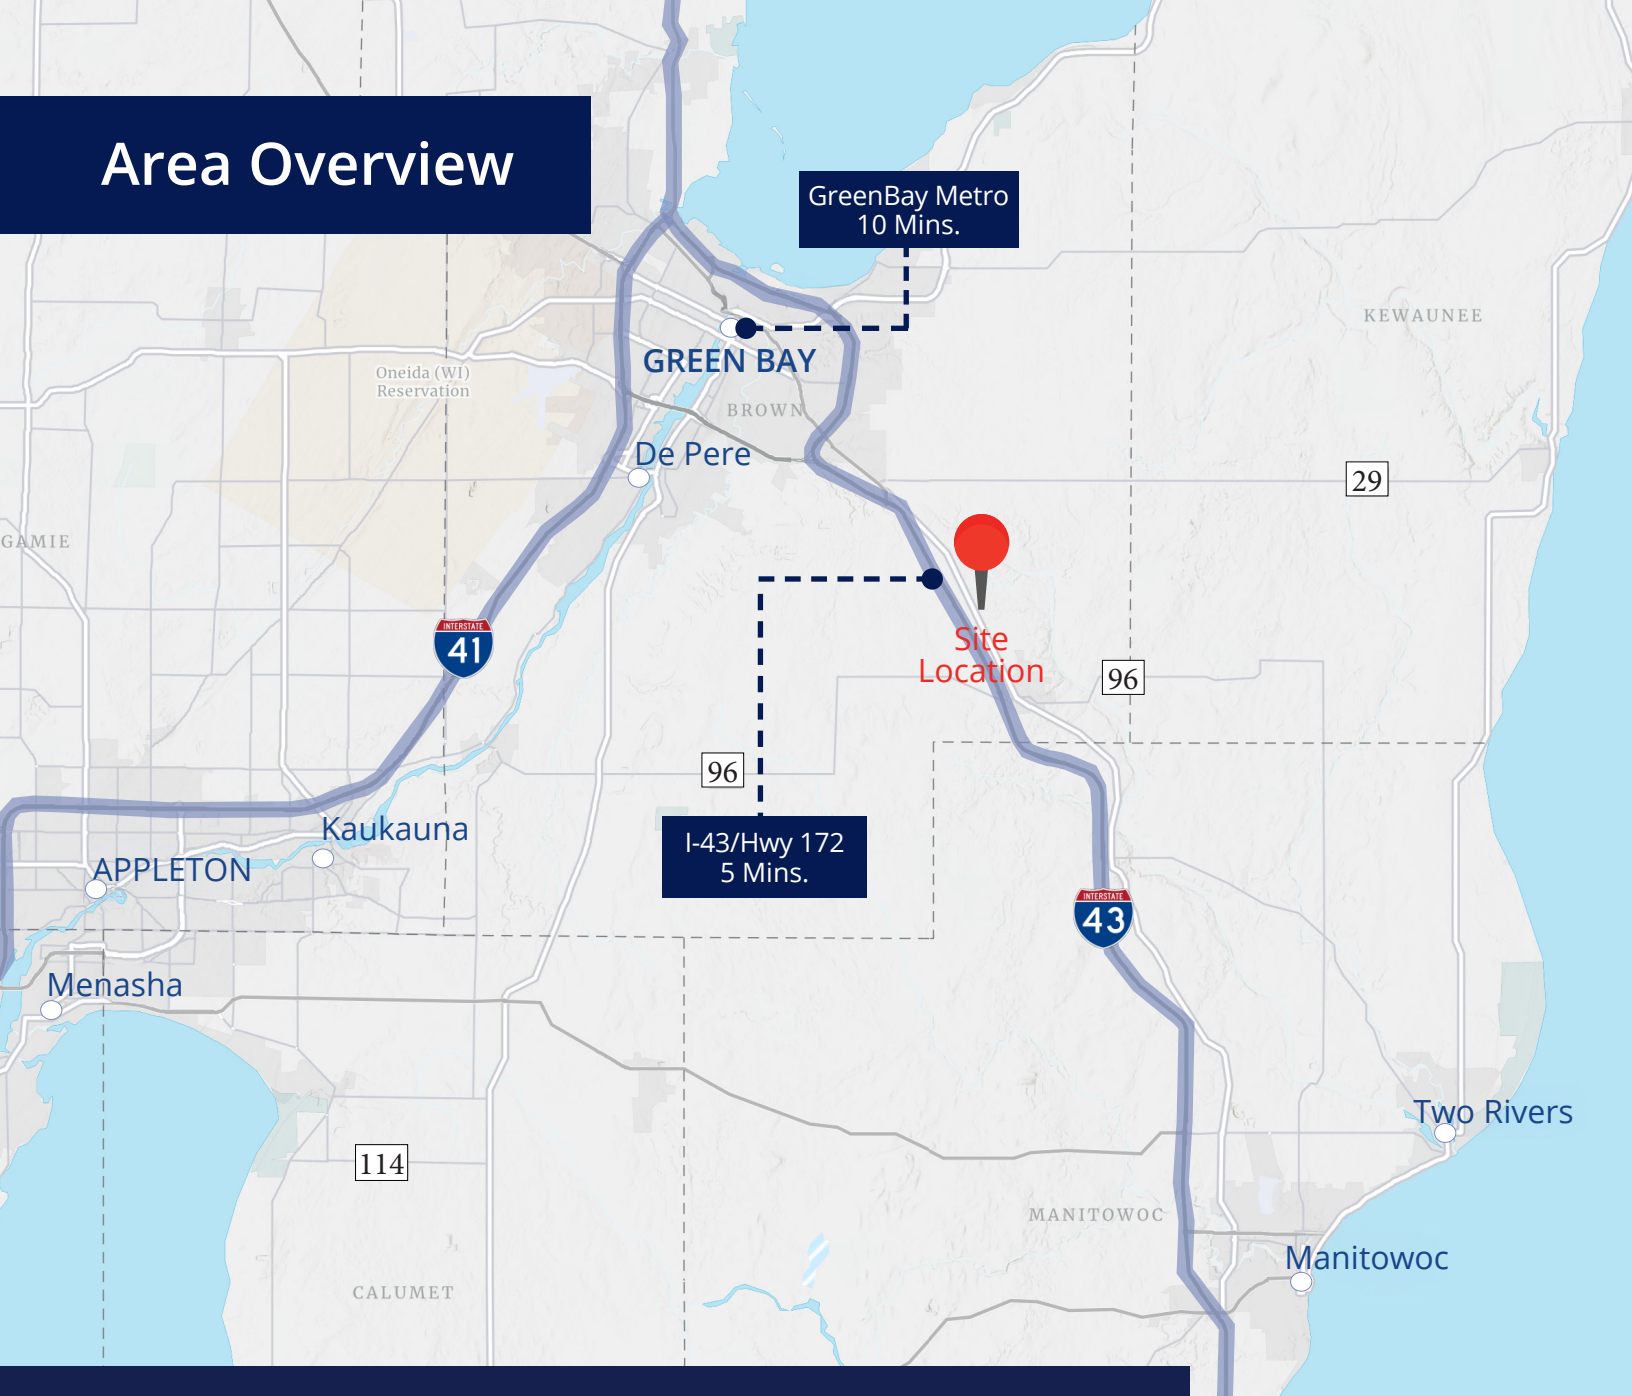 Area Overview
GreenBay Metro
10 Mins.
KEWAUNEE
GREEN BAY
Oneida (WI)
Reservation
BROWN
De Pere
29
GAMIE
INTERSTATE
41
Site
Location
96
96
Kaukauna
I-43/Hwy 172
5 Mins.
APPLETON
INTERSTATE
43
Menasha
Two Rivers
114
MANITOWOC
Manitowoc
CALUMET